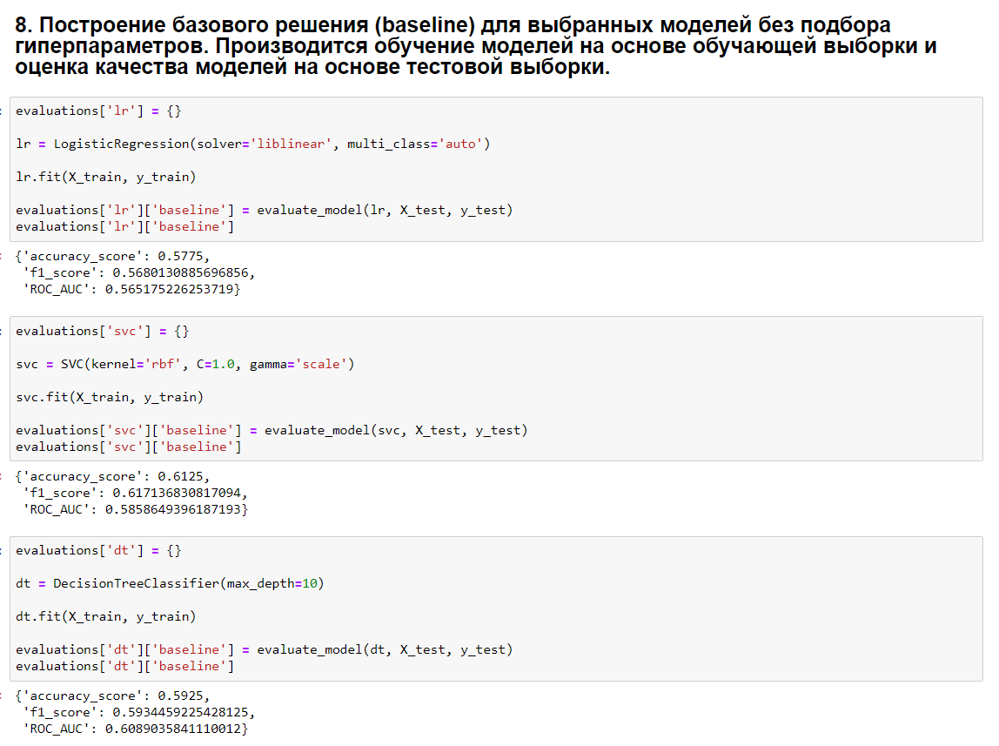 8. Построение базового решения (baseline) для выбранных моделей без подбора
гиперпараметров. Производится обучение моделей на основе обучающей выборки и
оценка качества моделей на основе тестовой выборки.
evaluations['lr'] = {}
lr = LogisticRegression(solver='liblinear', multi_class='auto')
lr.fit(X_train, y_train)
evaluations['lr']['baseline'] = evaluate_model(lr, X_test, y_test)
evaluations['lr']['baseline']
{'accuracy_score': 0.5775,
'f1_score': 0.5680130885696856,
'ROC_AUC': 0.565175226253719}
evaluations['svc'] = {}
svc = SVC(kernel='rbf', C=1.0, gamma='scale')
svc.fit(X_train, y_train)
evaluations['svc']['baseline'] = evaluate_model(svc, X_test, y_test)
evaluations['svc']['baseline']
{'accuracy_score': 0.6125,
'f1_score': 0.617136830817094,
'ROC_AUC': 0.5858649396187193}
evaluations['dt'] = {}
dt = DecisionTreeClassifier(max_depth=10)
dt.fit(X_train, y_train)
evaluations['dt']['baseline'] = evaluate_model(dt, X_test, y_test)
evaluations['dt']['baseline']
{'accuracy_score': 0.5925,
'f1_score': 0.5934459225428125,
'ROC_AUC': 0.6089035841110012}